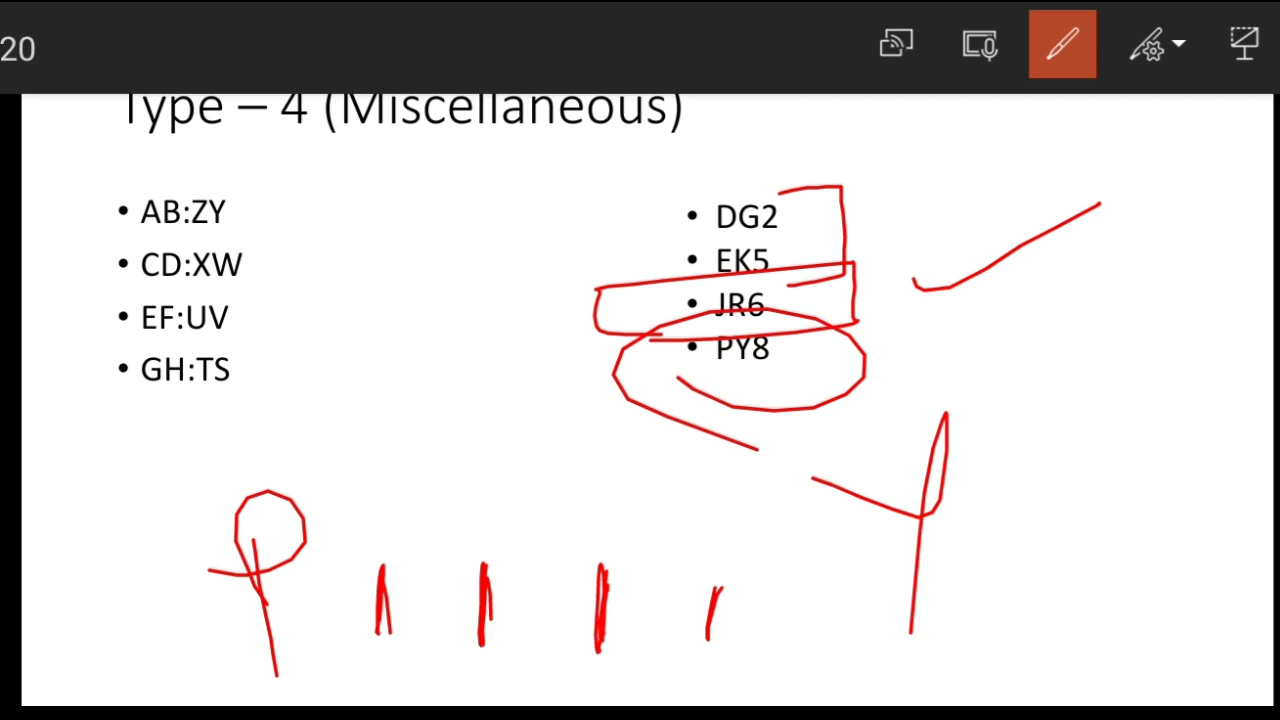 20
Type – 4 (Miscellaneous)
• AB:ZY
• CD:XW
• EF:UV
• GH:TS
• DG2
• EK5
• JR6
• PY8